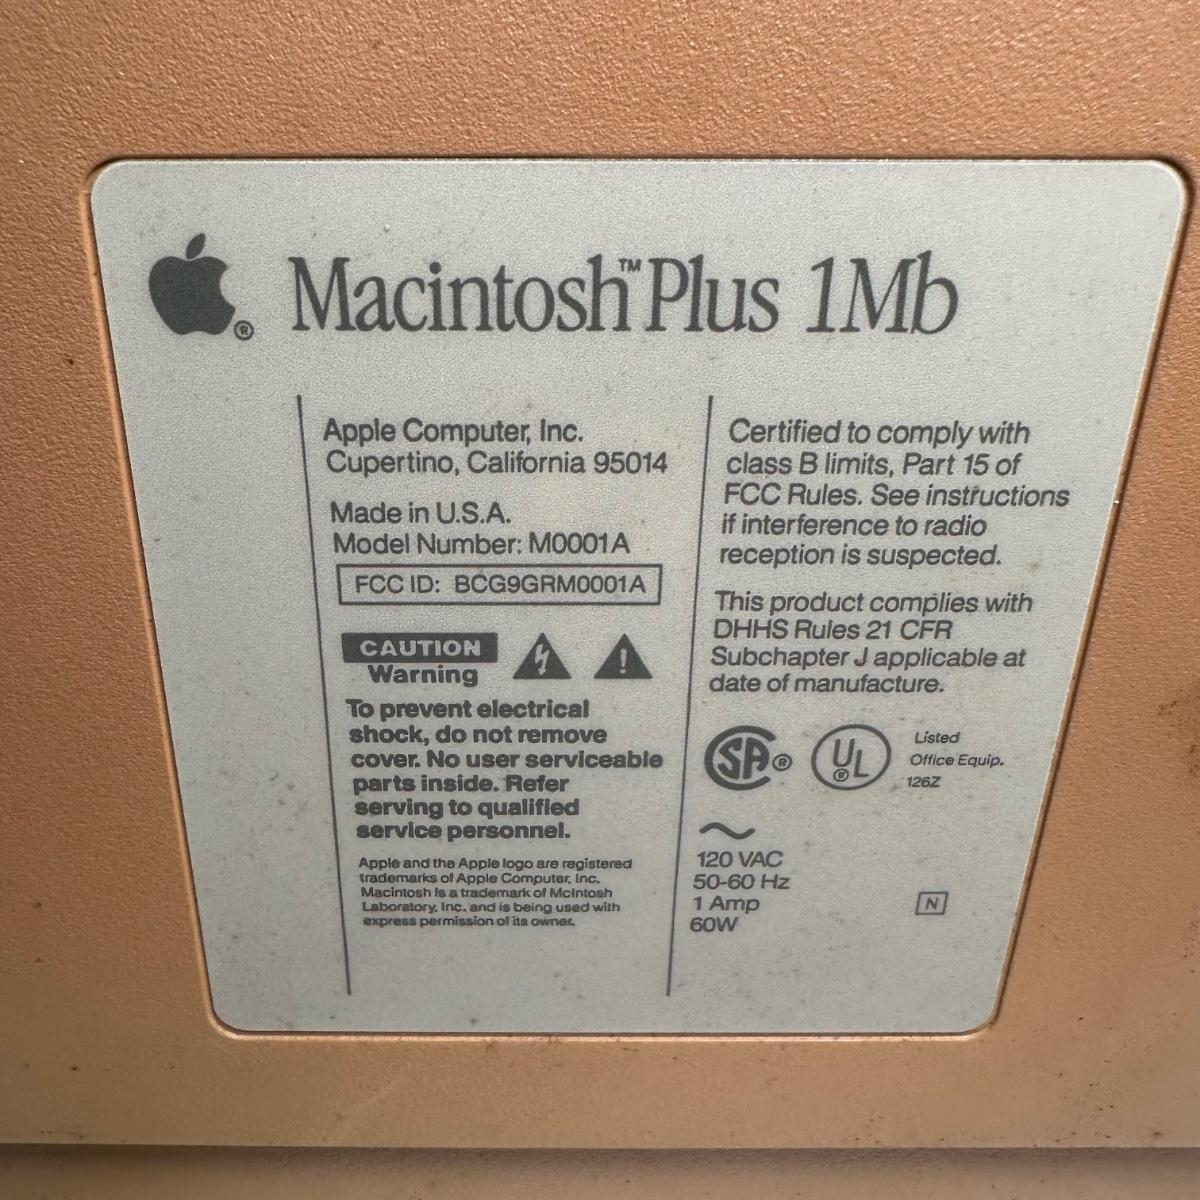 Macintosh™ Plus 1Mb
®
Apple Computer, Inc.
Cupertino, California 95014
Made in U.S.A.
Model Number: M0001A
FCC ID: BCG9GRM0001A
CAUTION
Warning
To prevent electrical
shock, do not remove
cover. No user serviceable
parts inside. Refer
serving to qualified
service personnel.
Apple and the Apple logo are registered
trademarks of Apple Computer, Inc.
Macintosh is a trademark of McIntosh
Laboratory, Inc. and is being used with
express permission of its owner.
Certified to comply with
class B limits, Part 15 of
FCC Rules. See instructions
if interference to radio
reception is suspected.
This product complies with
DHHS Rules 21 CFR
Subchapter J applicable at
date of manufacture.
SA®
UL®
Listed
Office Equip.
126Z
120 VAC
50-60 Hz
1 Amp
60W
N